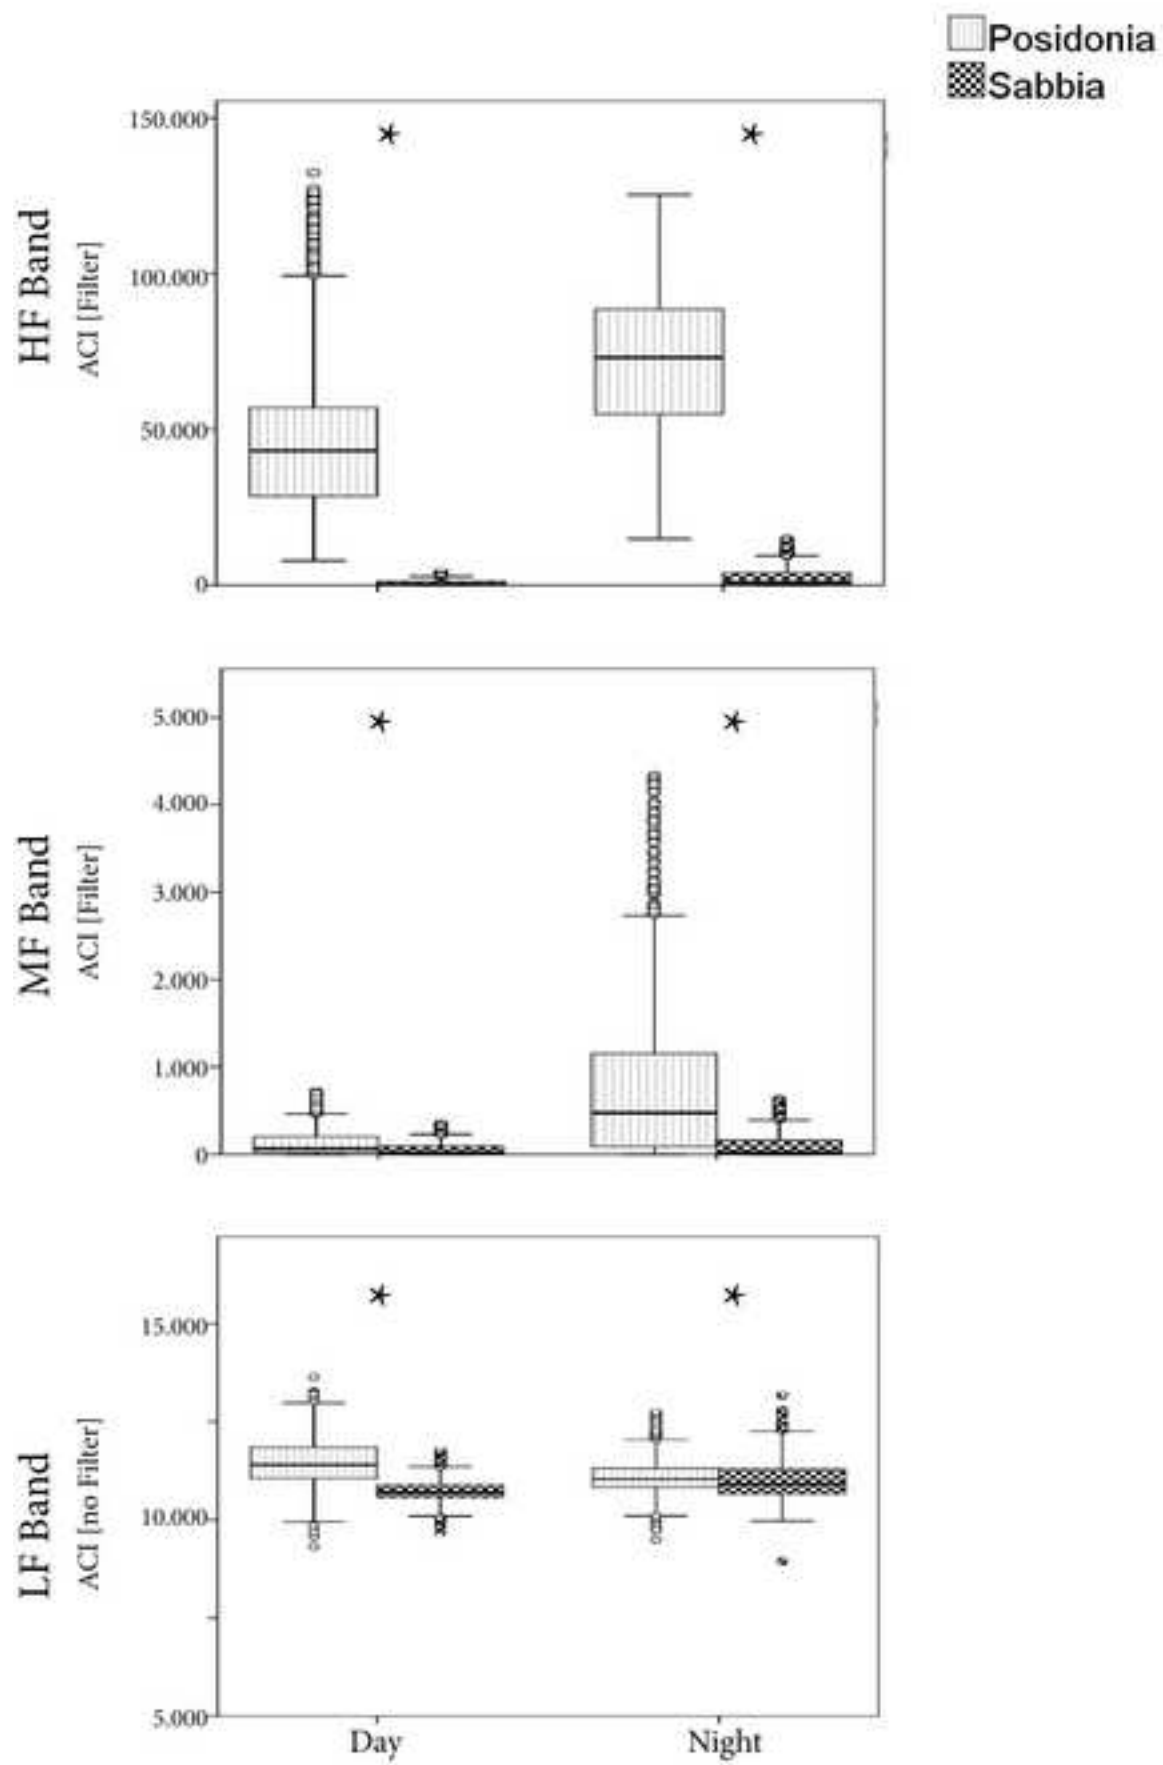 Posidonia
Sabbia
HF Band
ACI [Filter]
150.000
100.000
50.000
0
MF Band
ACI [Filter]
5.000
4.000
3.000
2.000
1.000
0
LF Band
ACI [no Filter]
15.000
10.000
5.000
Day
Night